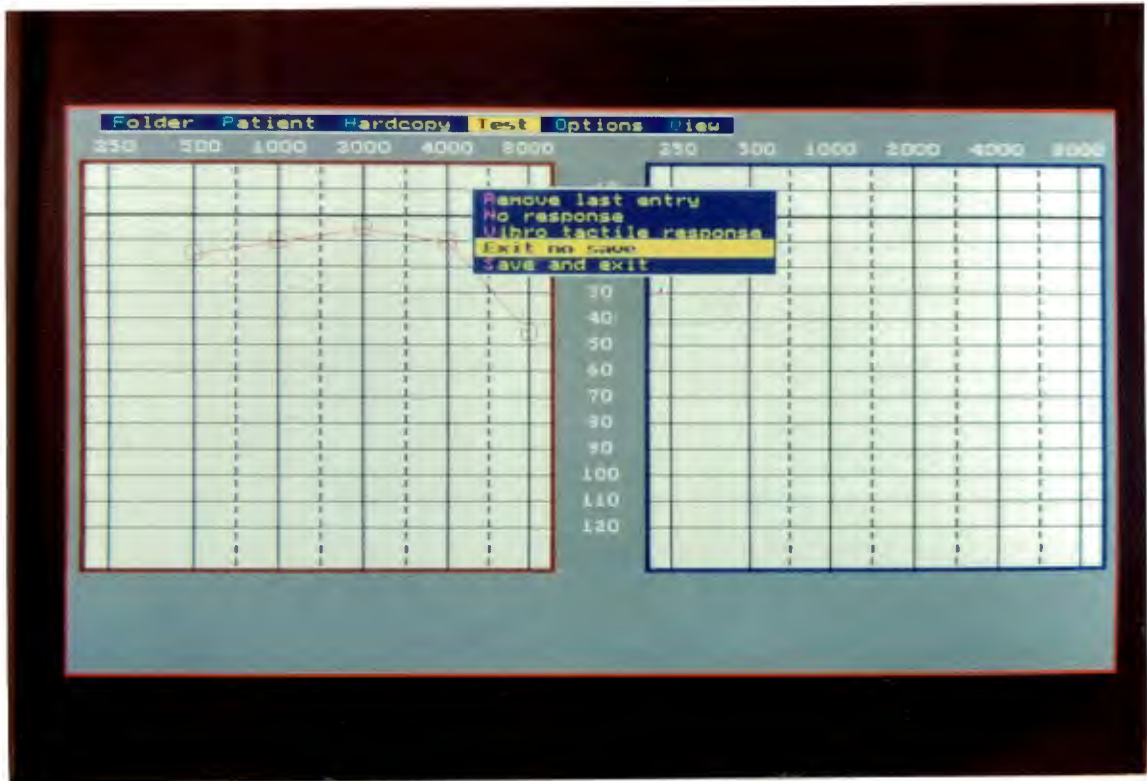 Folder Patient Hardcopy Test Options View
250 500 1000 2000 4000 8000 250 500 1000 2000 4000 8000
Remove last entry
No response
Vibro tactile response
Exit no save
Save and exit
30
40
50
60
70
80
90
100
110
120